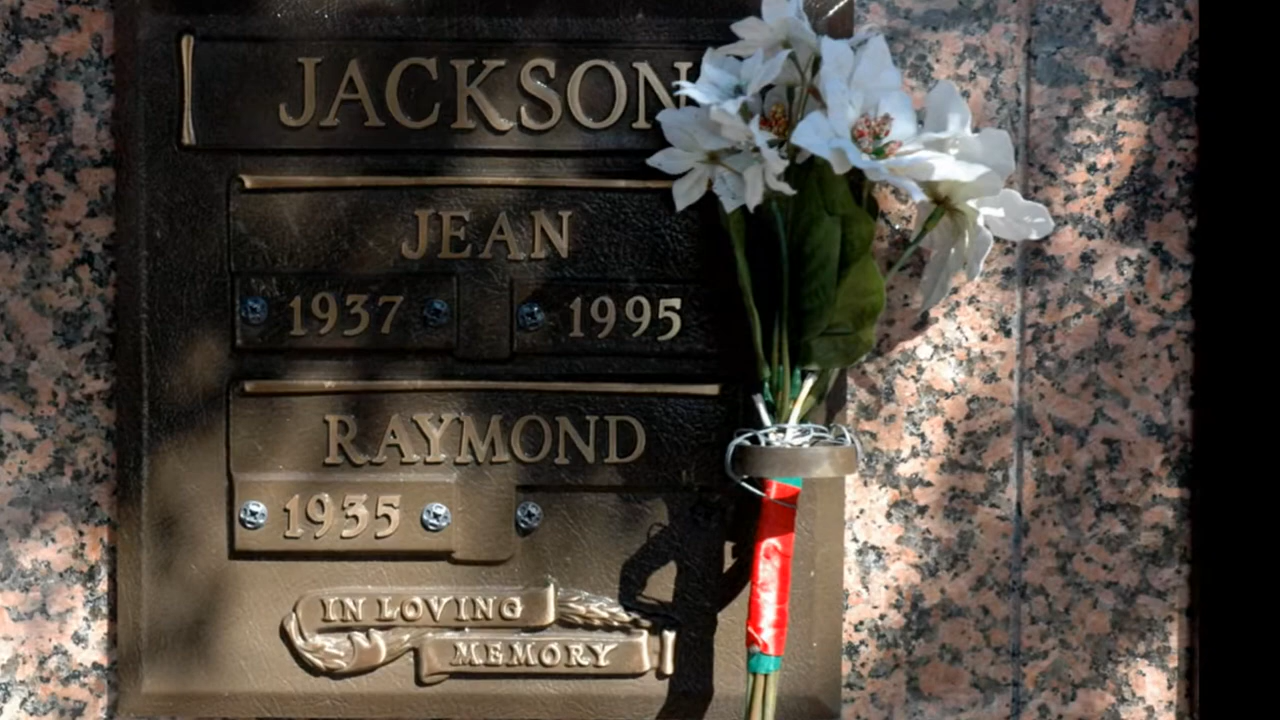 JACKSON
JEAN
1937 1995
RAYMOND
1935
IN LOVING
MEMORY